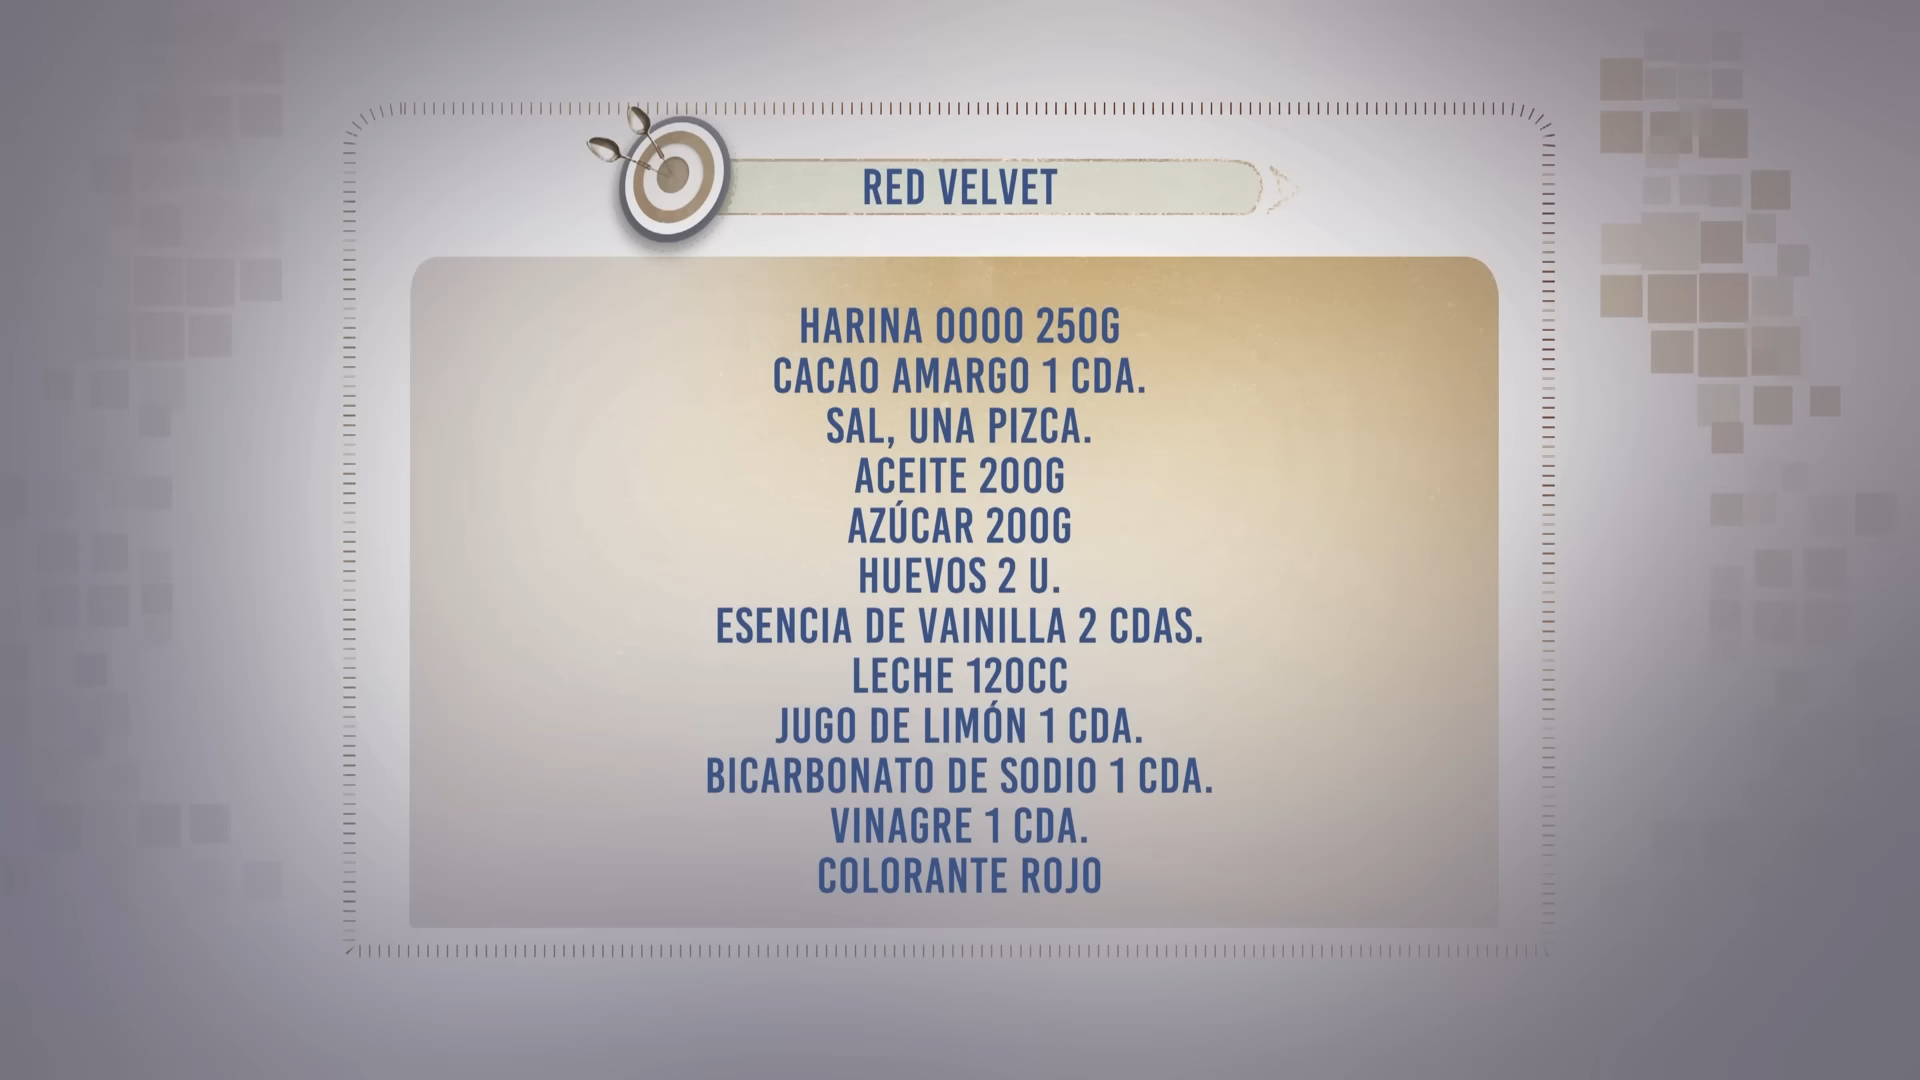 RED VELVET
HARINA 0000 250G
CACAO AMARGO 1 CDA.
SAL, UNA PIZCA.
ACEITE 200G
AZÚCAR 200G
HUEVOS 2 U.
ESENCIA DE VAINILLA 2 CDAS.
LECHE 120CC
JUGO DE LIMÓN 1 CDA.
BICARBONATO DE SODIO 1 CDA.
VINAGRE 1 CDA.
COLORANTE ROJO